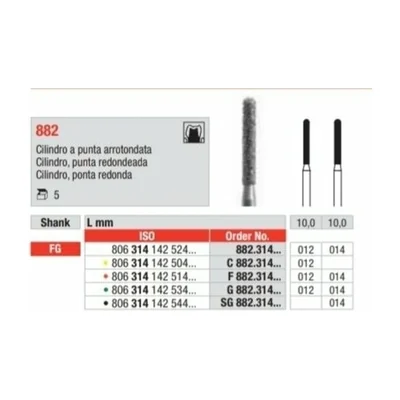 882
Cilindro a punta arrotondata
Cilindro, punta redondeada
Cilindro, ponta redonda
5
Shank L mm 10,0 10,0
ISO Order No.
FG 806 314 142 524... 882.314... 012 014
806 314 142 504... C 882.314... 012
806 314 142 514... F 882.314... 012 014
806 314 142 534... G 882.314... 012 014
806 314 142 544... SG 882.314... 014